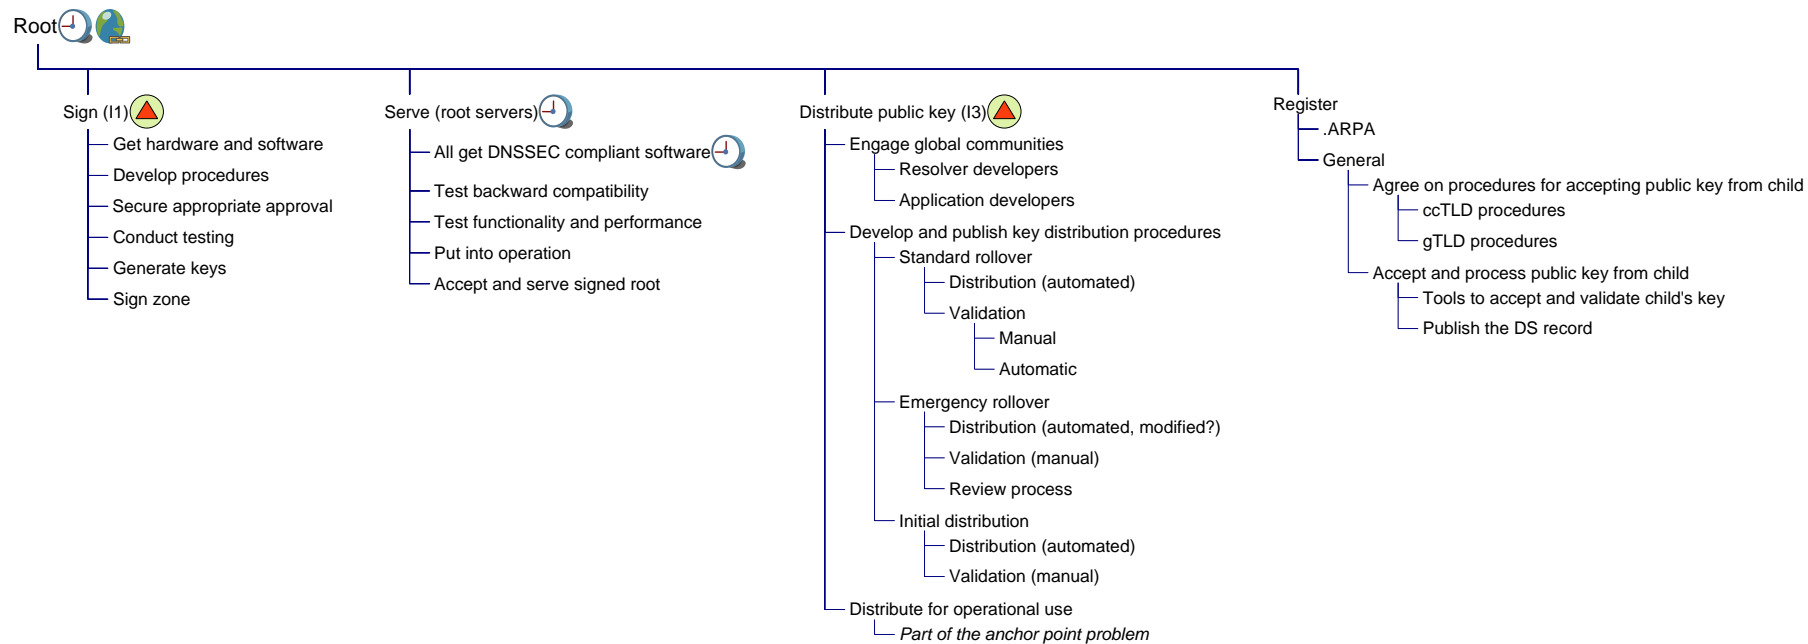 Root
Sign (I1)
Get hardware and software
Develop procedures
Secure appropriate approval
Conduct testing
Generate keys
Sign zone
Serve (root servers)
All get DNSSEC compliant software
Test backward compatibility
Test functionality and performance
Put into operation
Accept and serve signed root
Distribute public key (I3)
Engage global communities
Resolver developers
Application developers
Develop and publish key distribution procedures
Standard rollover
Distribution (automated)
Validation
Manual
Automatic
Emergency rollover
Distribution (automated, modified?)
Validation (manual)
Review process
Initial distribution
Distribution (automated)
Validation (manual)
Distribute for operational use
Part of the anchor point problem
Register
.ARPA
General
Agree on procedures for accepting public key from child
ccTLD procedures
gTLD procedures
Accept and process public key from child
Tools to accept and validate child's key
Publish the DS record